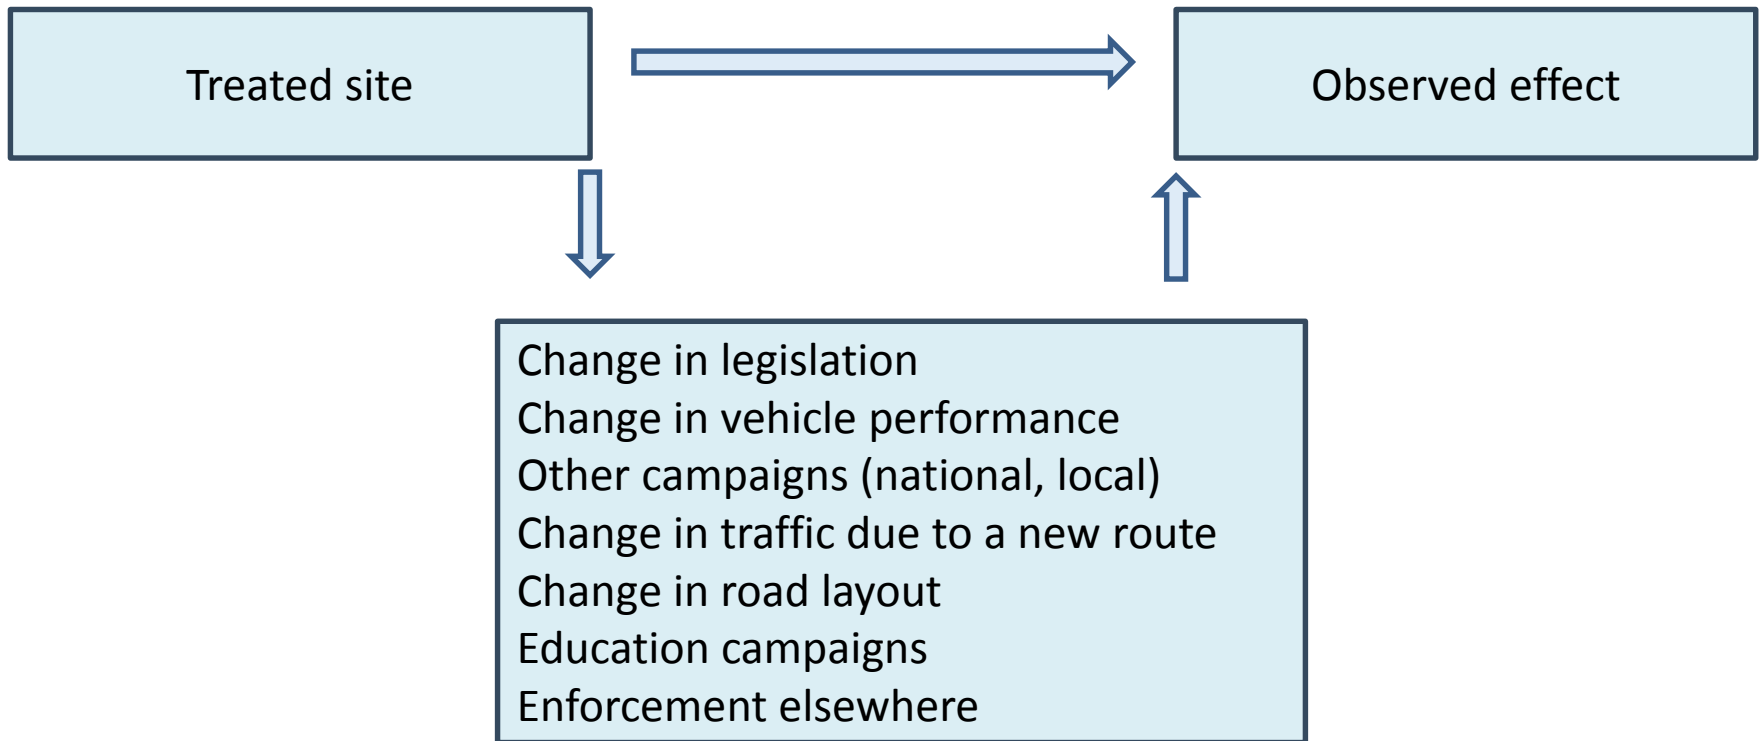 Treated site
Observed effect
Change in legislation
Change in vehicle performance
Other campaigns (national, local)
Change in traffic due to a new route
Change in road layout
Education campaigns
Enforcement elsewhere